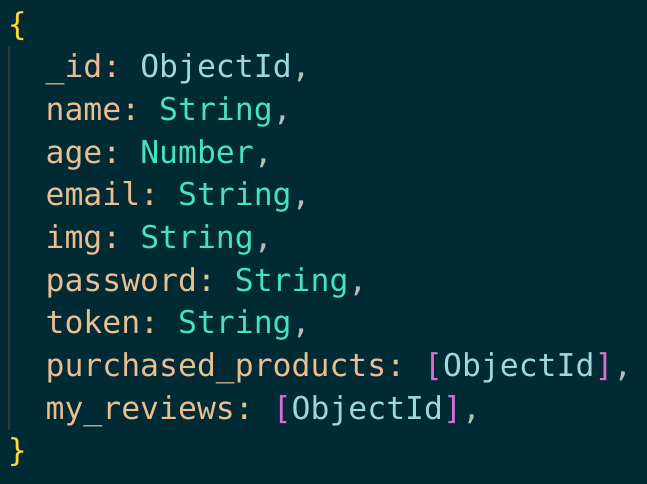 {
_id: ObjectId,
name: String,
age: Number,
email: String,
img: String,
password: String,
token: String,
purchased_products: [ObjectId],
my_reviews: [ObjectId],
}